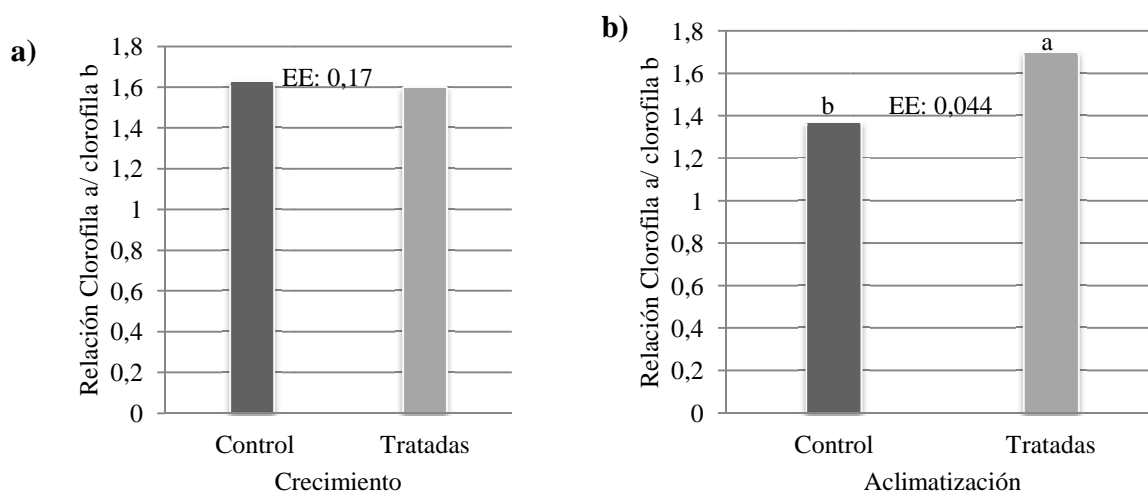 a)
Relación Clorofila a/ clorofila b
1,8
1,6
1,4
1,2
1
0,8
0,6
0,4
0,2
0
EE: 0,17
Control
Tratadas
Crecimiento
b)
Relación Clorofila a/ clorofila b
1,8
1,6
1,4
1,2
1
0,8
0,6
0,4
0,2
0
b
EE: 0,044
a
Control
Tratadas
Aclimatización